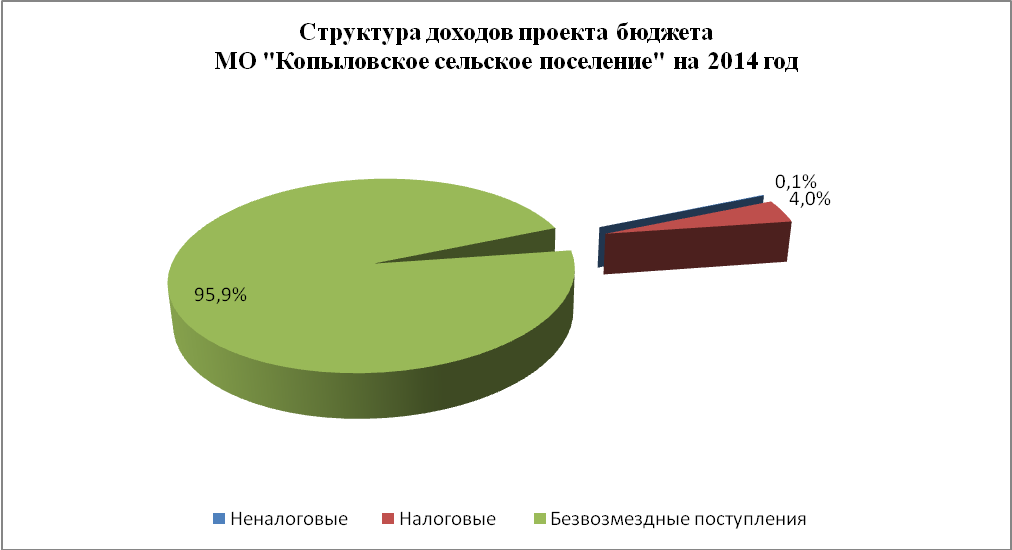 Структура доходов проекта бюджета
МО "Копыловское сельское поселение" на 2014 год
0,1%
4,0%
95,9%
Неналоговые
Налоговые
Безвозмездные поступления